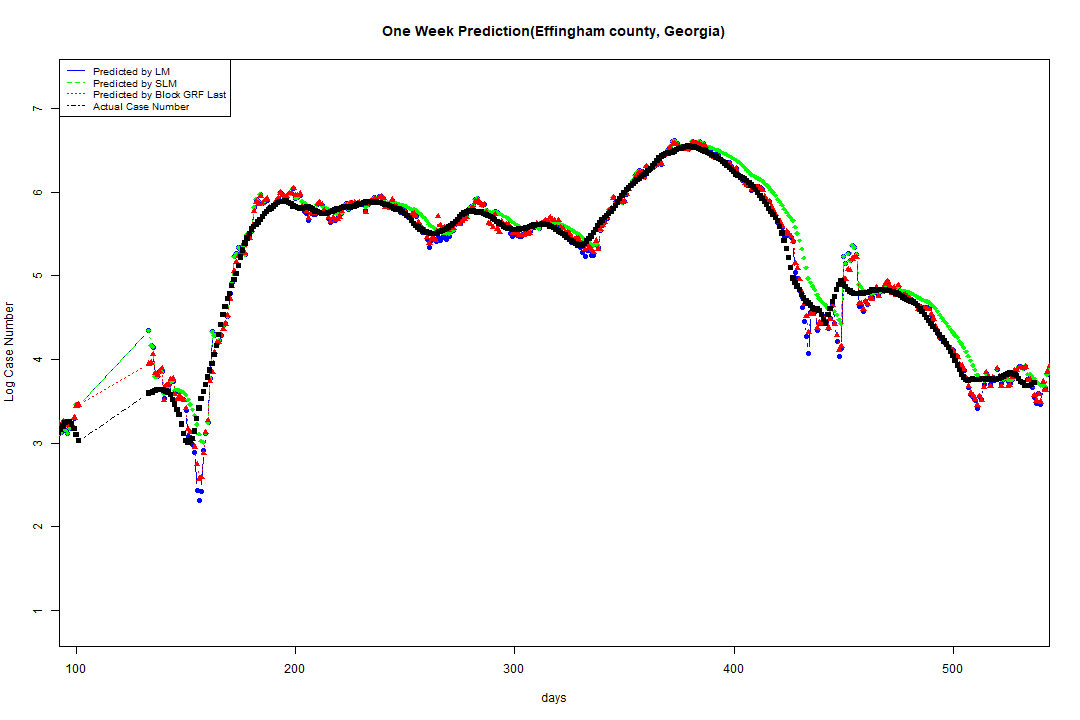 One Week Prediction(Effingham county, Georgia)
Predicted by LM
Predicted by SLM
Predicted by Block GRF Last
Actual Case Number
7
6
5
4
3
2
1
Log Case Number
100 200 300 400 500
days